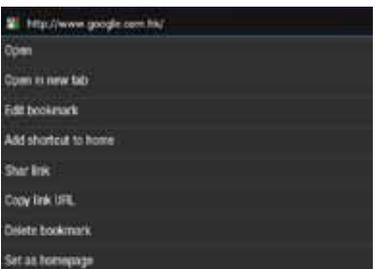 http://www.google.com.hk/
Open
Open in new tab
Edit bookmark
Add shortcut to home
Shar link
Copy link URL
Delete bookmark
Set as homepage